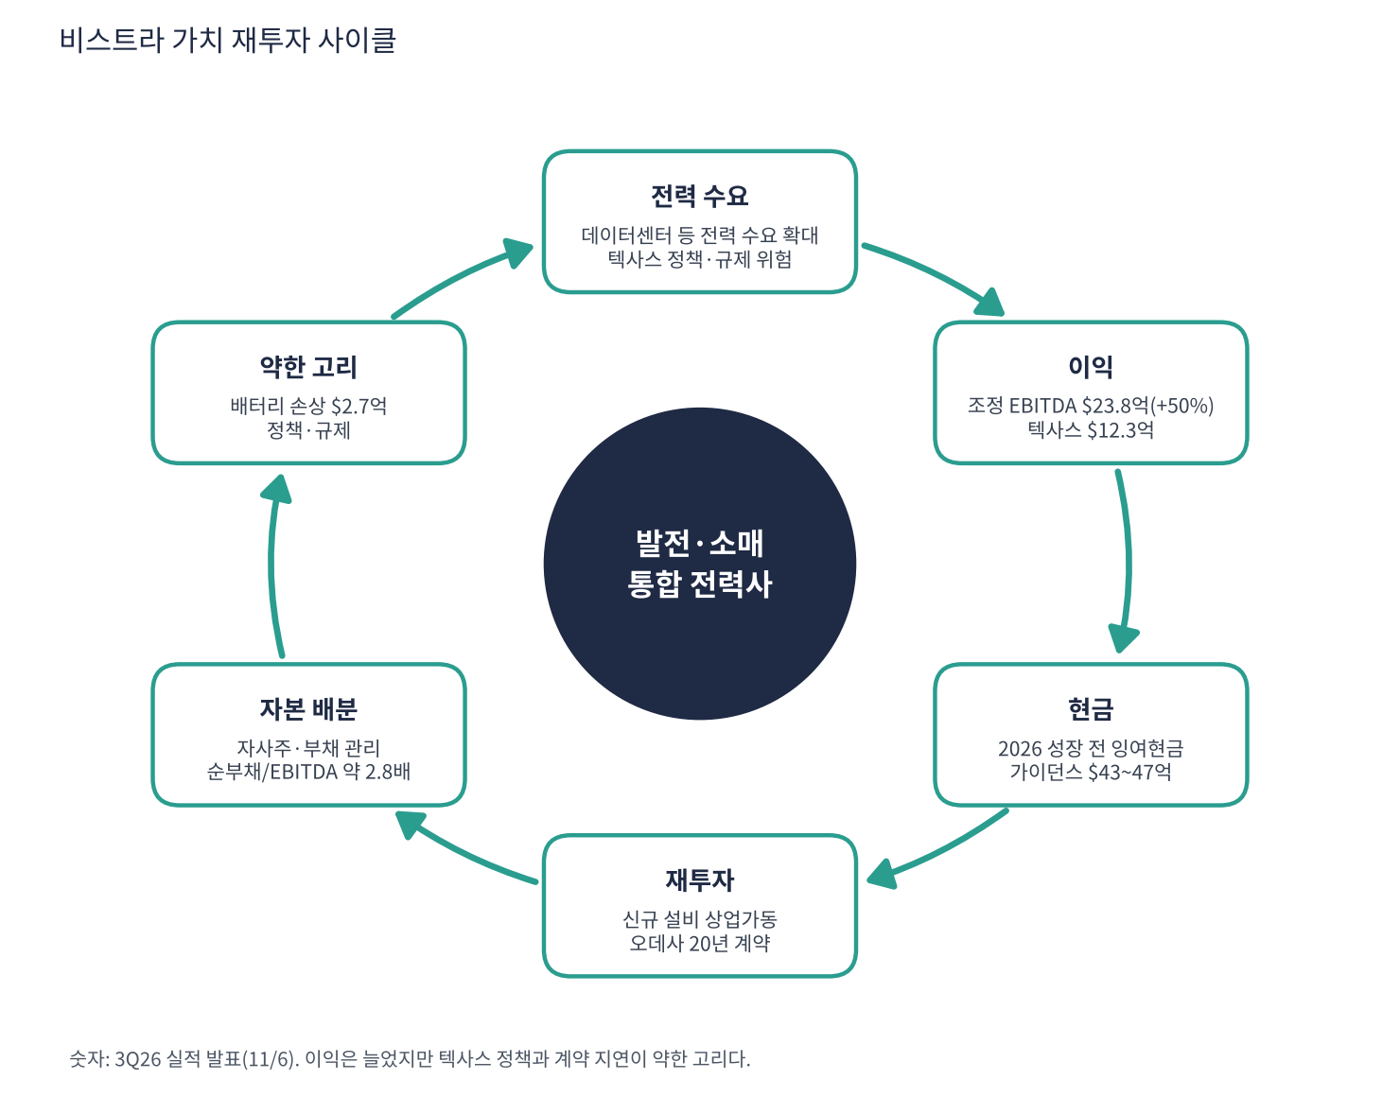 비스트라 가치 재투자 사이클
전력 수요
데이터센터 등 전력 수요 확대
텍사스 정책·규제 위험
약한 고리
배터리 손상 $2.7억
정책·규제
이익
조정 EBITDA $23.8억(+50%)
텍사스 $12.3억
발전·소매
통합 전력사
자본 배분
자사주·부채 관리
순부채/EBITDA 약 2.8배
현금
2026 성장 전 잉여현금
가이던스 $43~47억
재투자
신규 설비 상업가동
오데사 20년 계약
숫자: 3Q26 실적 발표(11/6). 이익은 늘었지만 텍사스 정책과 계약 지연이 약한 고리다.